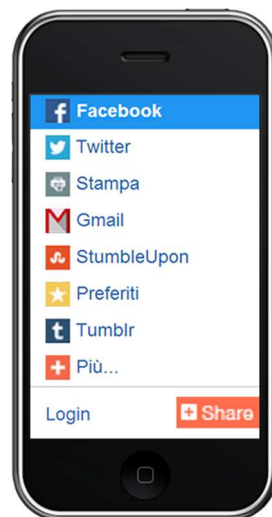 Facebook
Twitter
Stampa
Gmail
StumbleUpon
Preferiti
Tumblr
Più...
Login
Share